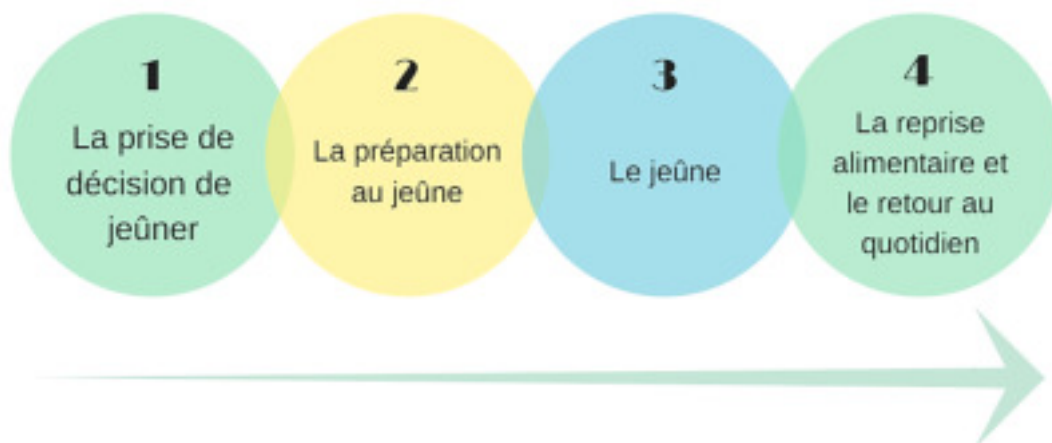 1
La prise de
décision de
jeûner
2
La préparation
au jeûne
3
Le jeûne
4
La reprise
alimentaire et
le retour au
quotidien